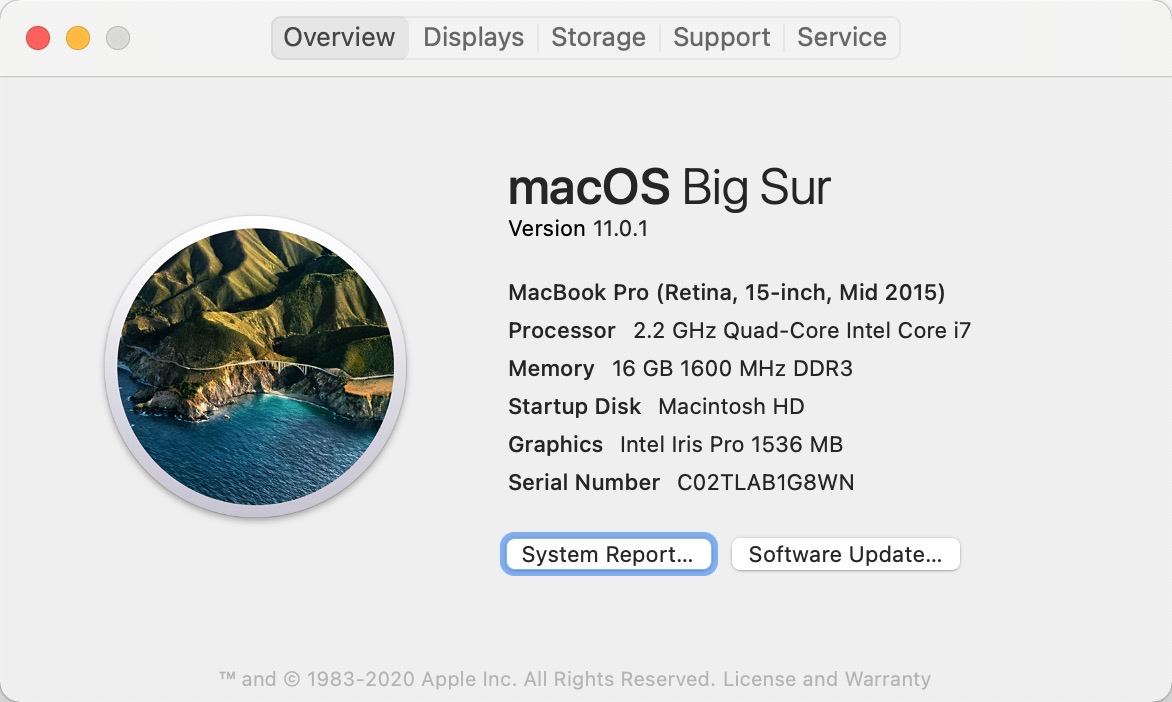 Overview Displays Storage Support Service
macOS Big Sur
Version 11.0.1
MacBook Pro (Retina, 15-inch, Mid 2015)
Processor 2.2 GHz Quad-Core Intel Core i7
Memory 16 GB 1600 MHz DDR3
Startup Disk Macintosh HD
Graphics Intel Iris Pro 1536 MB
Serial Number C02TLAB1G8WN
System Report... Software Update...
™ and © 1983-2020 Apple Inc. All Rights Reserved. License and Warranty